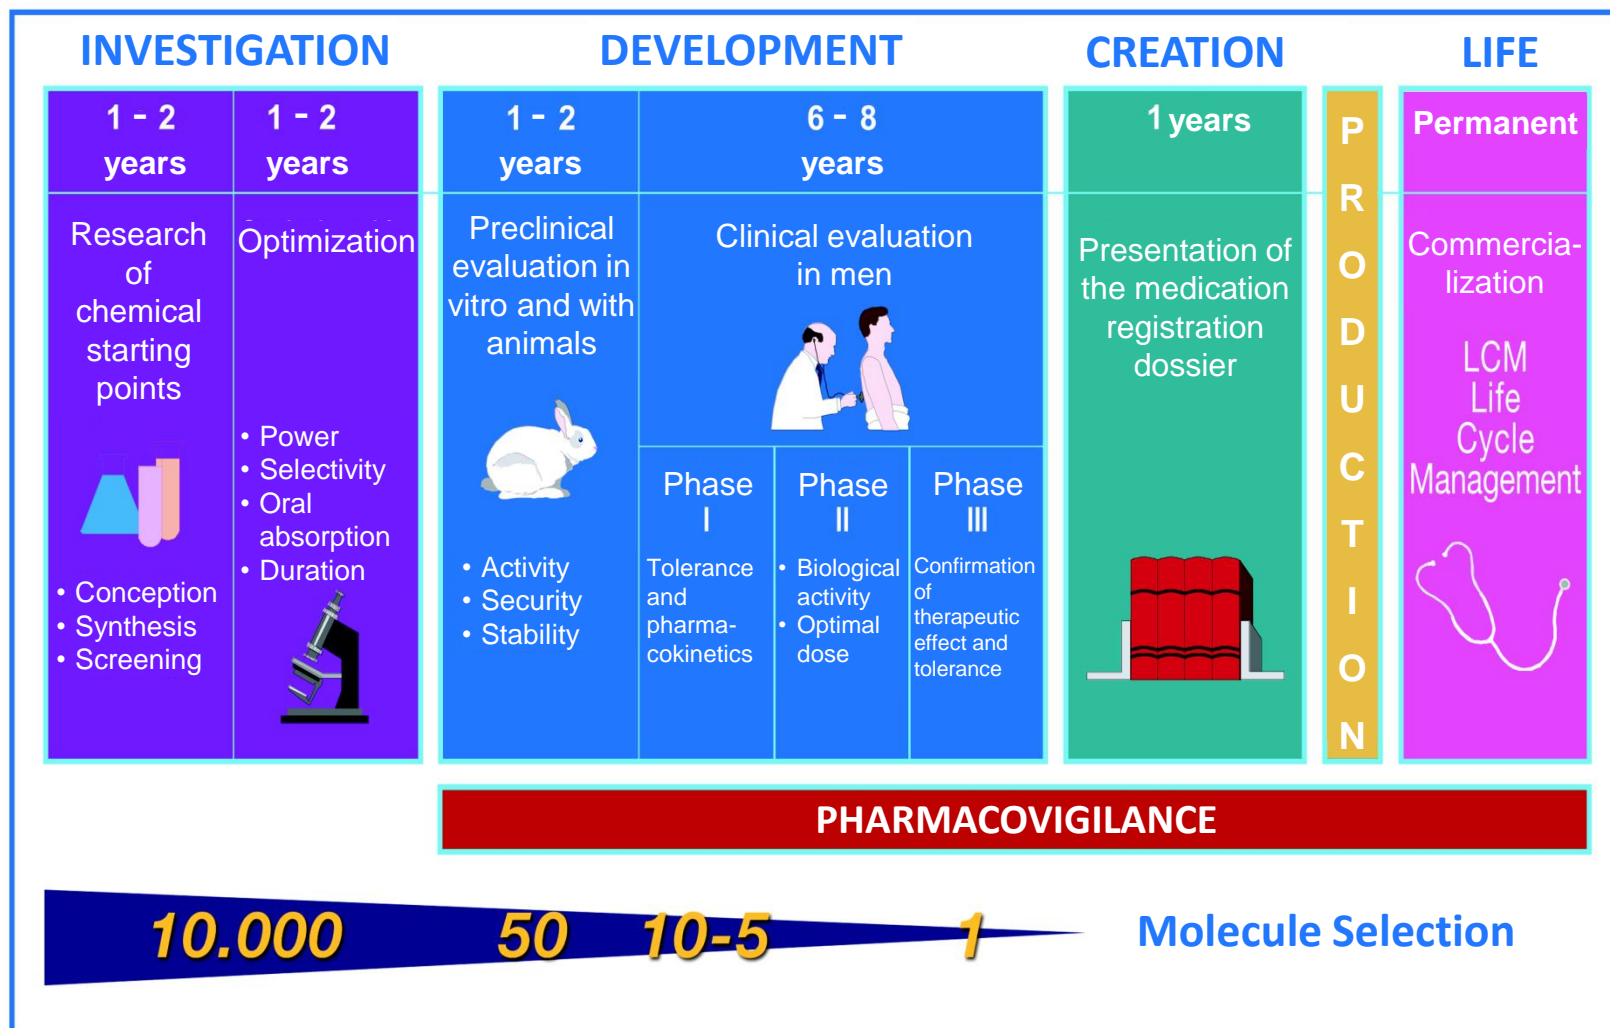 INVESTIGATION
DEVELOPMENT
CREATION
LIFE
1 - 2
years
1 - 2
years
1 - 2
years
6 - 8
years
1 years
PRODUCTION
Permanent
Research
of
chemical
starting
points
• Conception
• Synthesis
• Screening
Optimization
• Power
• Selectivity
• Oral
absorption
• Duration
Preclinical
evaluation in
vitro and with
animals
• Activity
• Security
• Stability
Clinical evaluation
in men
Phase
I
Tolerance
and
pharma-
cokinetics
Phase
II
• Biological
activity
• Optimal
dose
Phase
III
Confirmation
of
therapeutic
effect and
tolerance
Presentation of
the medication
registration
dossier
Commercia-
lization
LCM
Life
Cycle
Management
PHARMACOVIGILANCE
10.000
50
10-5
1
Molecule Selection